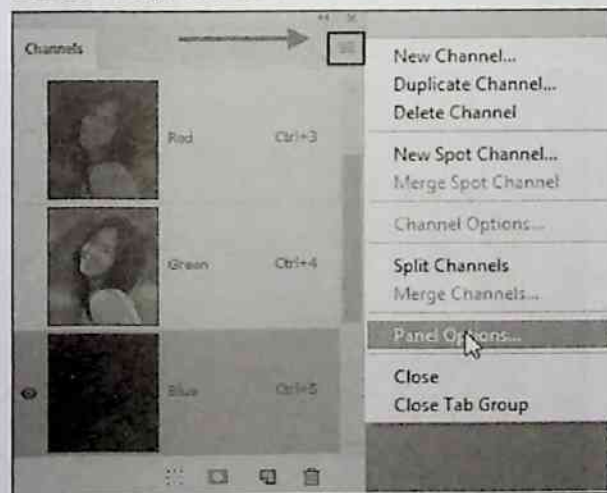 Channels
Red Ctrl+3
Green Ctrl+4
Blue Ctrl+5
New Channel...
Duplicate Channel...
Delete Channel
New Spot Channel...
Merge Spot Channel
Channel Options...
Split Channels
Merge Channels...
Panel Options...
Close
Close Tab Group